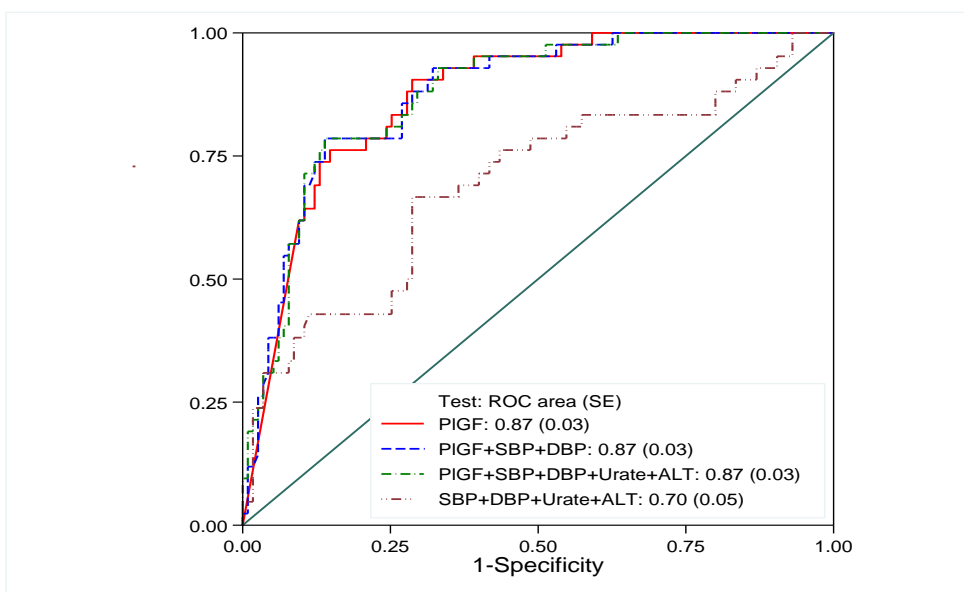 1.00
0.75
0.50
0.25
0.00
Test: ROC area (SE)
PlGF: 0.87 (0.03)
PlGF+SBP+DBP: 0.87 (0.03)
PlGF+SBP+DBP+Urate+ALT: 0.87 (0.03)
SBP+DBP+Urate+ALT: 0.70 (0.05)
0.00 0.25 0.50 0.75 1.00
1-Specificity